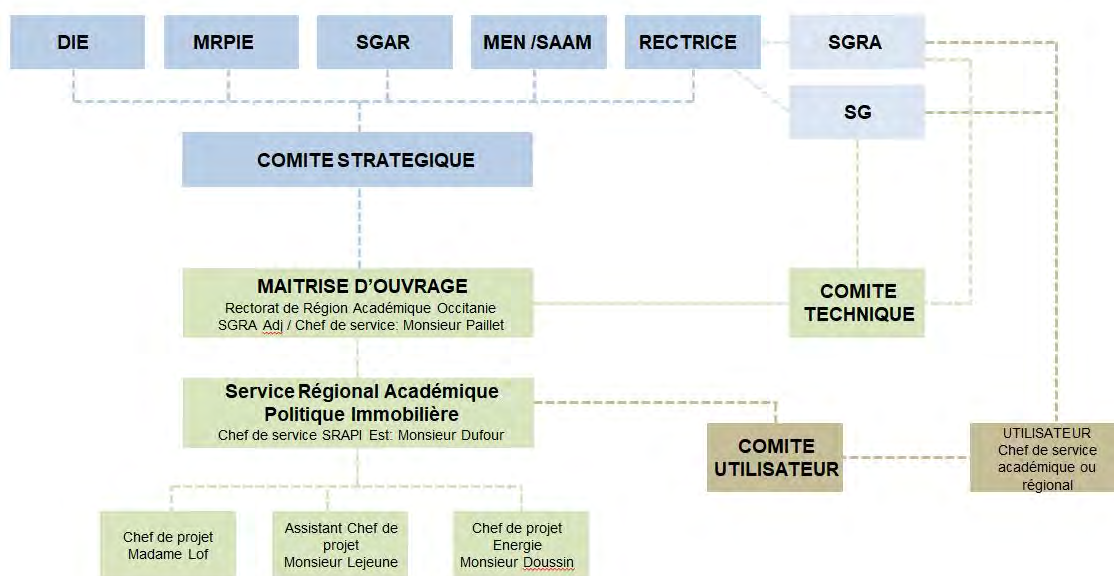 DIE
MRPIE
SGAR
MEN /SAAM
RECTRICE
SGRA
SG
COMITE STRATEGIQUE
MAITRISE D’OUVRAGE
Rectorat de Région Académique Occitanie
SGRA Adj / Chef de service: Monsieur Paillet
COMITE
TECHNIQUE
Service Régional Académique
Politique Immobilière
Chef de service SRAPI Est: Monsieur Dufour
COMITE
UTILISATEUR
UTILISATEUR
Chef de service
académique ou
régional
Chef de projet
Madame Lof
Assistant Chef de
projet
Monsieur Lejeune
Chef de projet
Energie
Monsieur Doussin